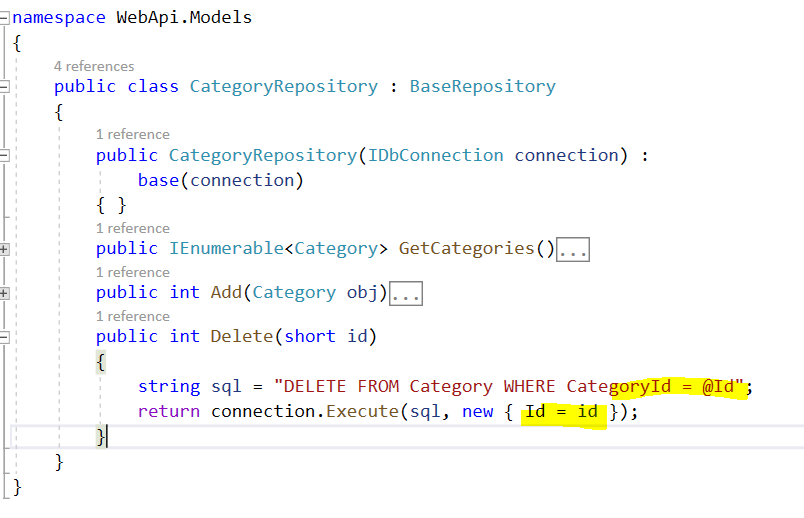 namespace WebApi.Models
{
4 references
public class CategoryRepository : BaseRepository
{
1 reference
public CategoryRepository(IDbConnection connection) :
base(connection)
{ }
1 reference
public IEnumerable<Category> GetCategories()...
1 reference
public int Add(Category obj)...
1 reference
public int Delete(short id)
{
string sql = "DELETE FROM Category WHERE CategoryId = @Id";
return connection.Execute(sql, new { Id = id });
}
}
}